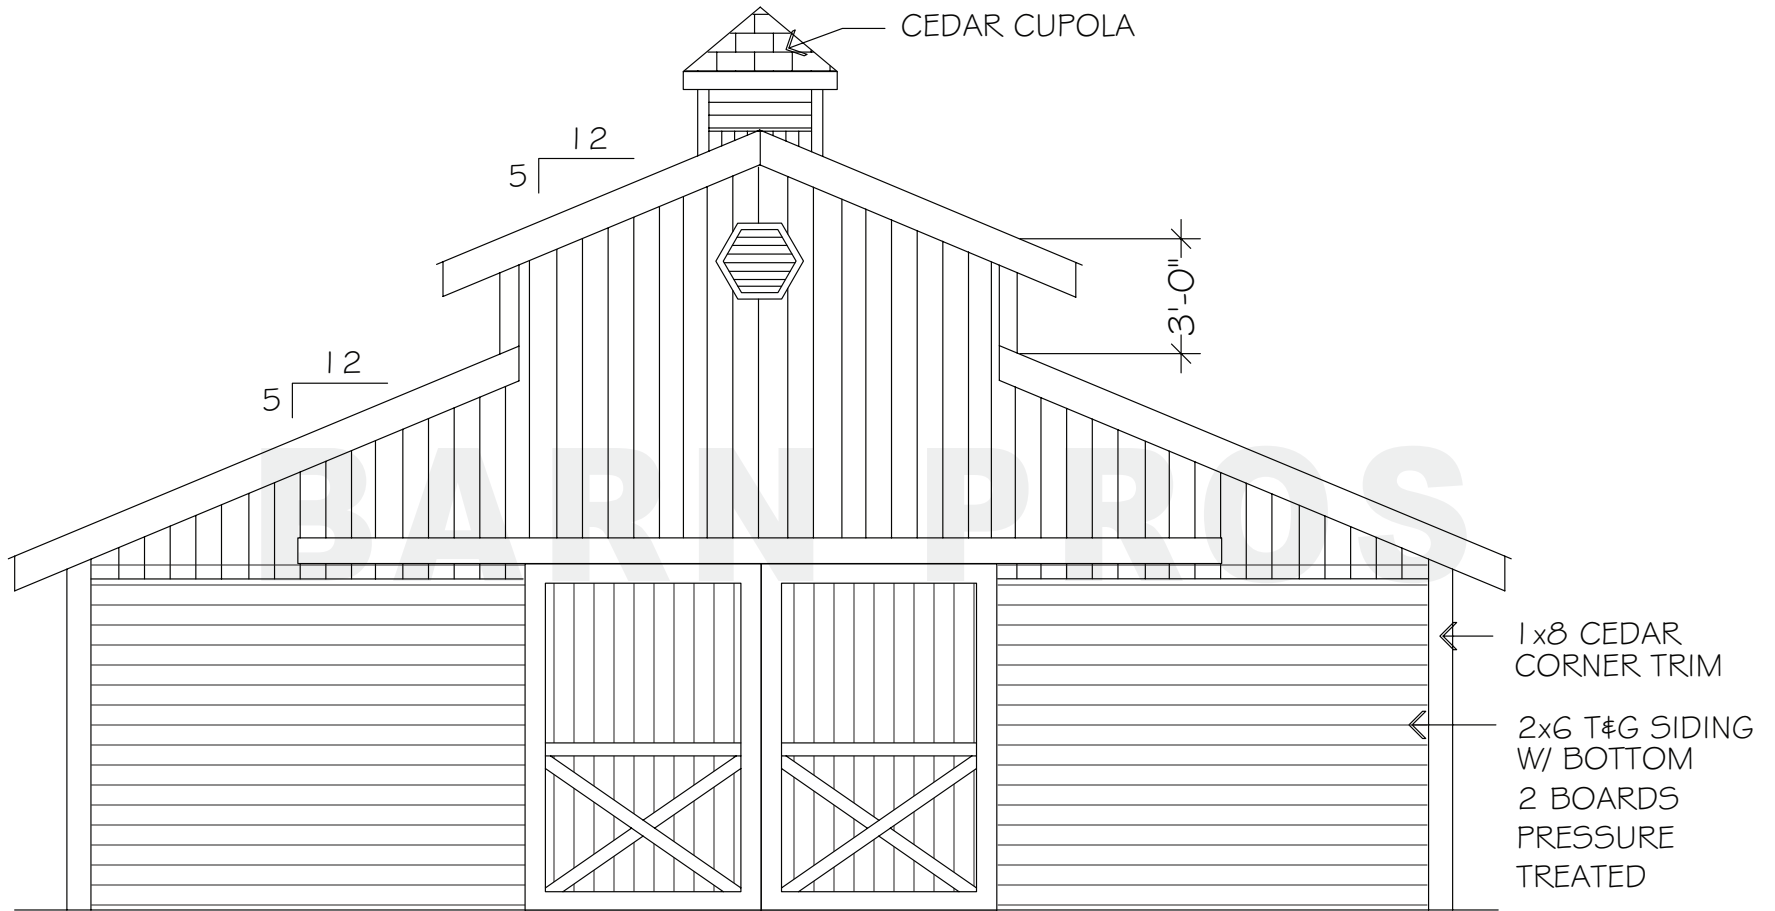 CEDAR CUPOLA
12
5
3'-0"
12
5
BARN PROS
1x8 CEDAR
CORNER TRIM
2x6 T&G SIDING
W/ BOTTOM
2 BOARDS
PRESSURE
TREATED